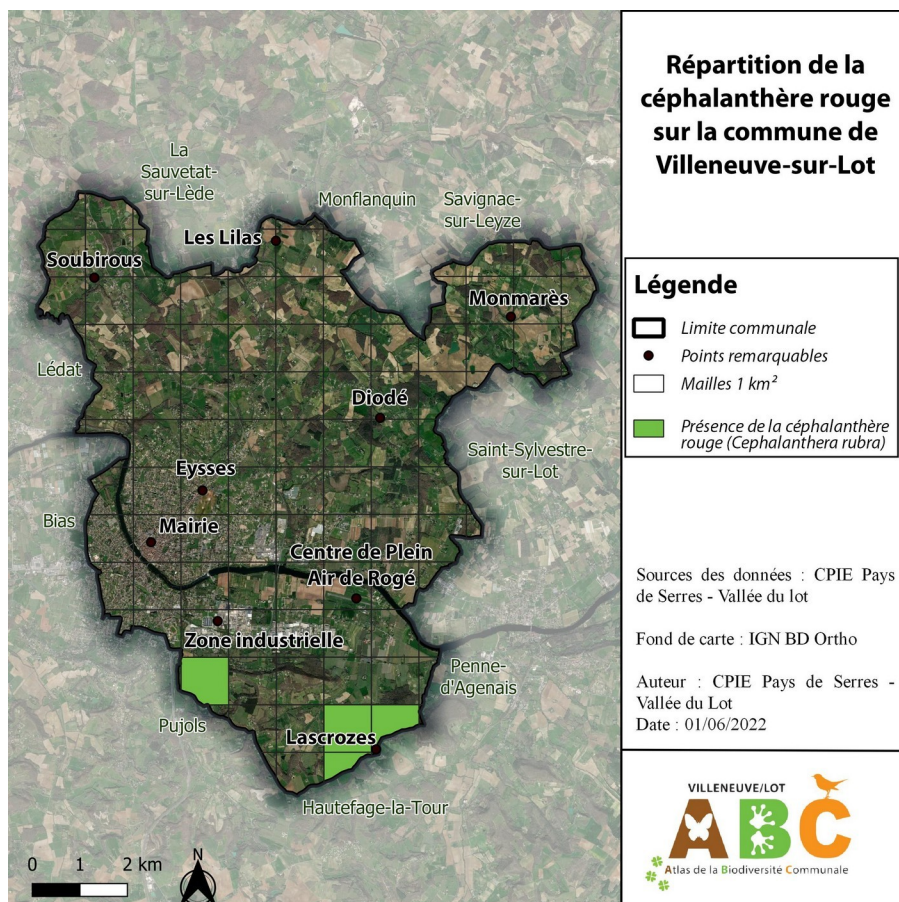 Répartition de la
céphalanthère rouge
sur la commune de
Villeneuve-sur-Lot
La
Sauvetat-
sur-Lède
Monflanquin
Savignac-
sur-Leyze
Les Lilas
Soubirous
Monmarès
Lédat
Diodé
Saint-Sylvestre-
sur-Lot
Eysses
Bias
Mairie
Centre de Plein
Air de Rogé
Zone industrielle
Penne-
d'Agenais
Pujols
Lascrozes
Hautefage-la-Tour
0 1 2 km
N
Légende
Limite communale
Points remarquables
Mailles 1 km²
Présence de la céphalanthère
rouge (Cephalanthera rubra)
Sources des données : CPIE Pays
de Serres - Vallée du lot
Fond de carte : IGN BD Ortho
Auteur : CPIE Pays de Serres -
Vallée du Lot
Date : 01/06/2022
VILLENEUVE/LOT
ABC
Atlas de la Biodiversité Communale